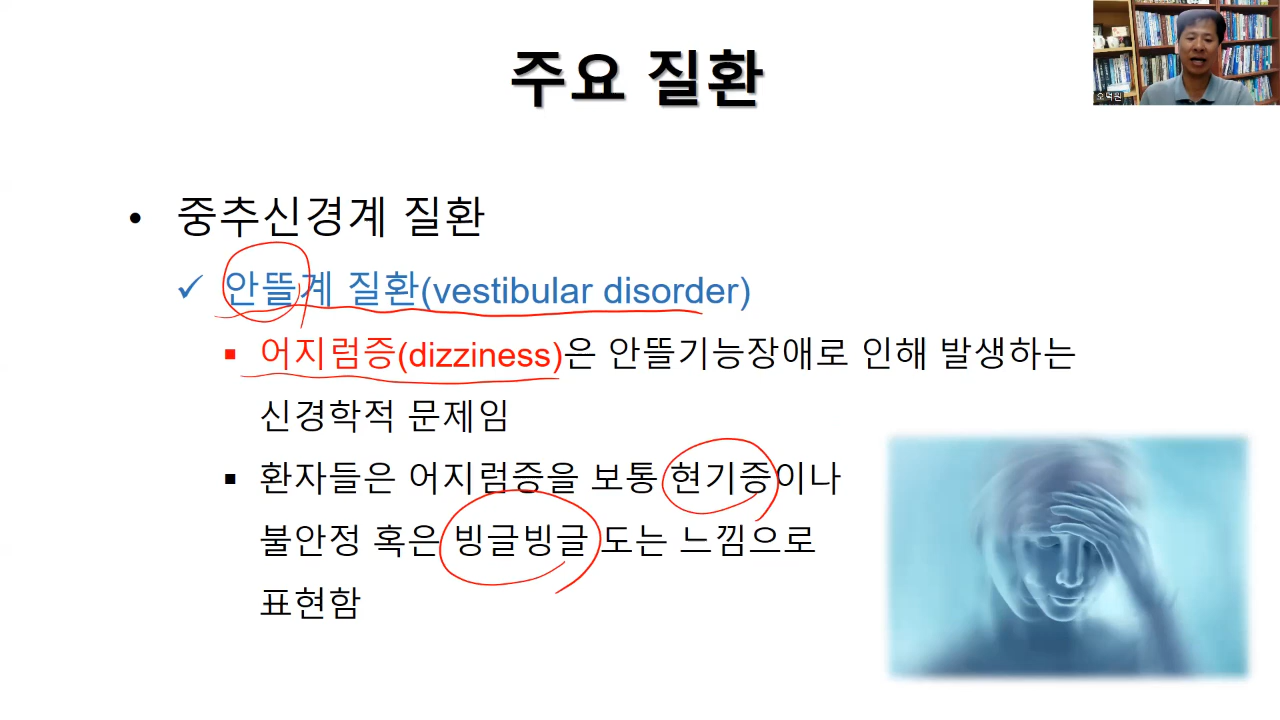 주요 질환
오덕원
• 중추신경계 질환
✓ 안뜰계 질환(vestibular disorder)
▪ 어지럼증(dizziness)은 안뜰기능장애로 인해 발생하는
신경학적 문제임
▪ 환자들은 어지럼증을 보통 현기증이나
불안정 혹은 빙글빙글 도는 느낌으로
표현함